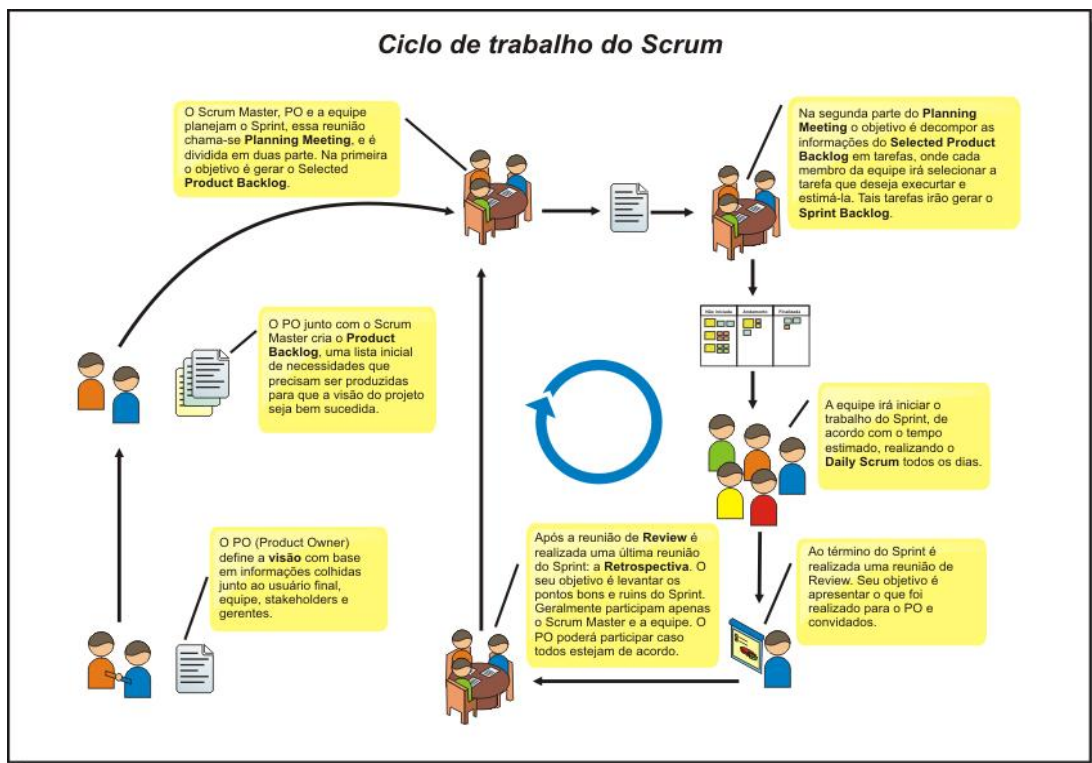 Ciclo de trabalho do Scrum
O Scrum Master, PO e a equipe
planejam o Sprint, essa reunião
chama-se Planning Meeting, e é
dividida em duas parte. Na primeira
o objetivo é gerar o Selected
Product Backlog.
Na segunda parte do Planning
Meeting o objetivo é decompor as
informações do Selected Product
Backlog em tarefas, onde cada
membro da equipe irá selecionar a
tarefa que deseja execurtar e
estimá-la. Tais tarefas irão gerar o
Sprint Backlog.
Não Iniciada Andamento Finalizada
O PO junto com o Scrum
Master cria o Product
Backlog, uma lista inicial
de necessidades que
precisam ser produzidas
para que a visão do projeto
seja bem sucedida.
A equipe irá iniciar o
trabalho do Sprint, de
acordo com o tempo
estimado, realizando o
Daily Scrum todos os dias.
O PO (Product Owner)
define a visão com base
em informações colhidas
junto ao usuário final,
equipe, stakeholders e
gerentes.
Após a reunião de Review é
realizada uma última reunião
do Sprint: a Retrospectiva. O
seu objetivo é levantar os
pontos bons e ruins do Sprint.
Geralmente participam apenas
o Scrum Master e a equipe. O
PO poderá participar caso
todos estejam de acordo.
Ao término do Sprint é
realizada uma reunião de
Review. Seu objetivo é
apresentar o que foi
realizado para o PO e
convidados.